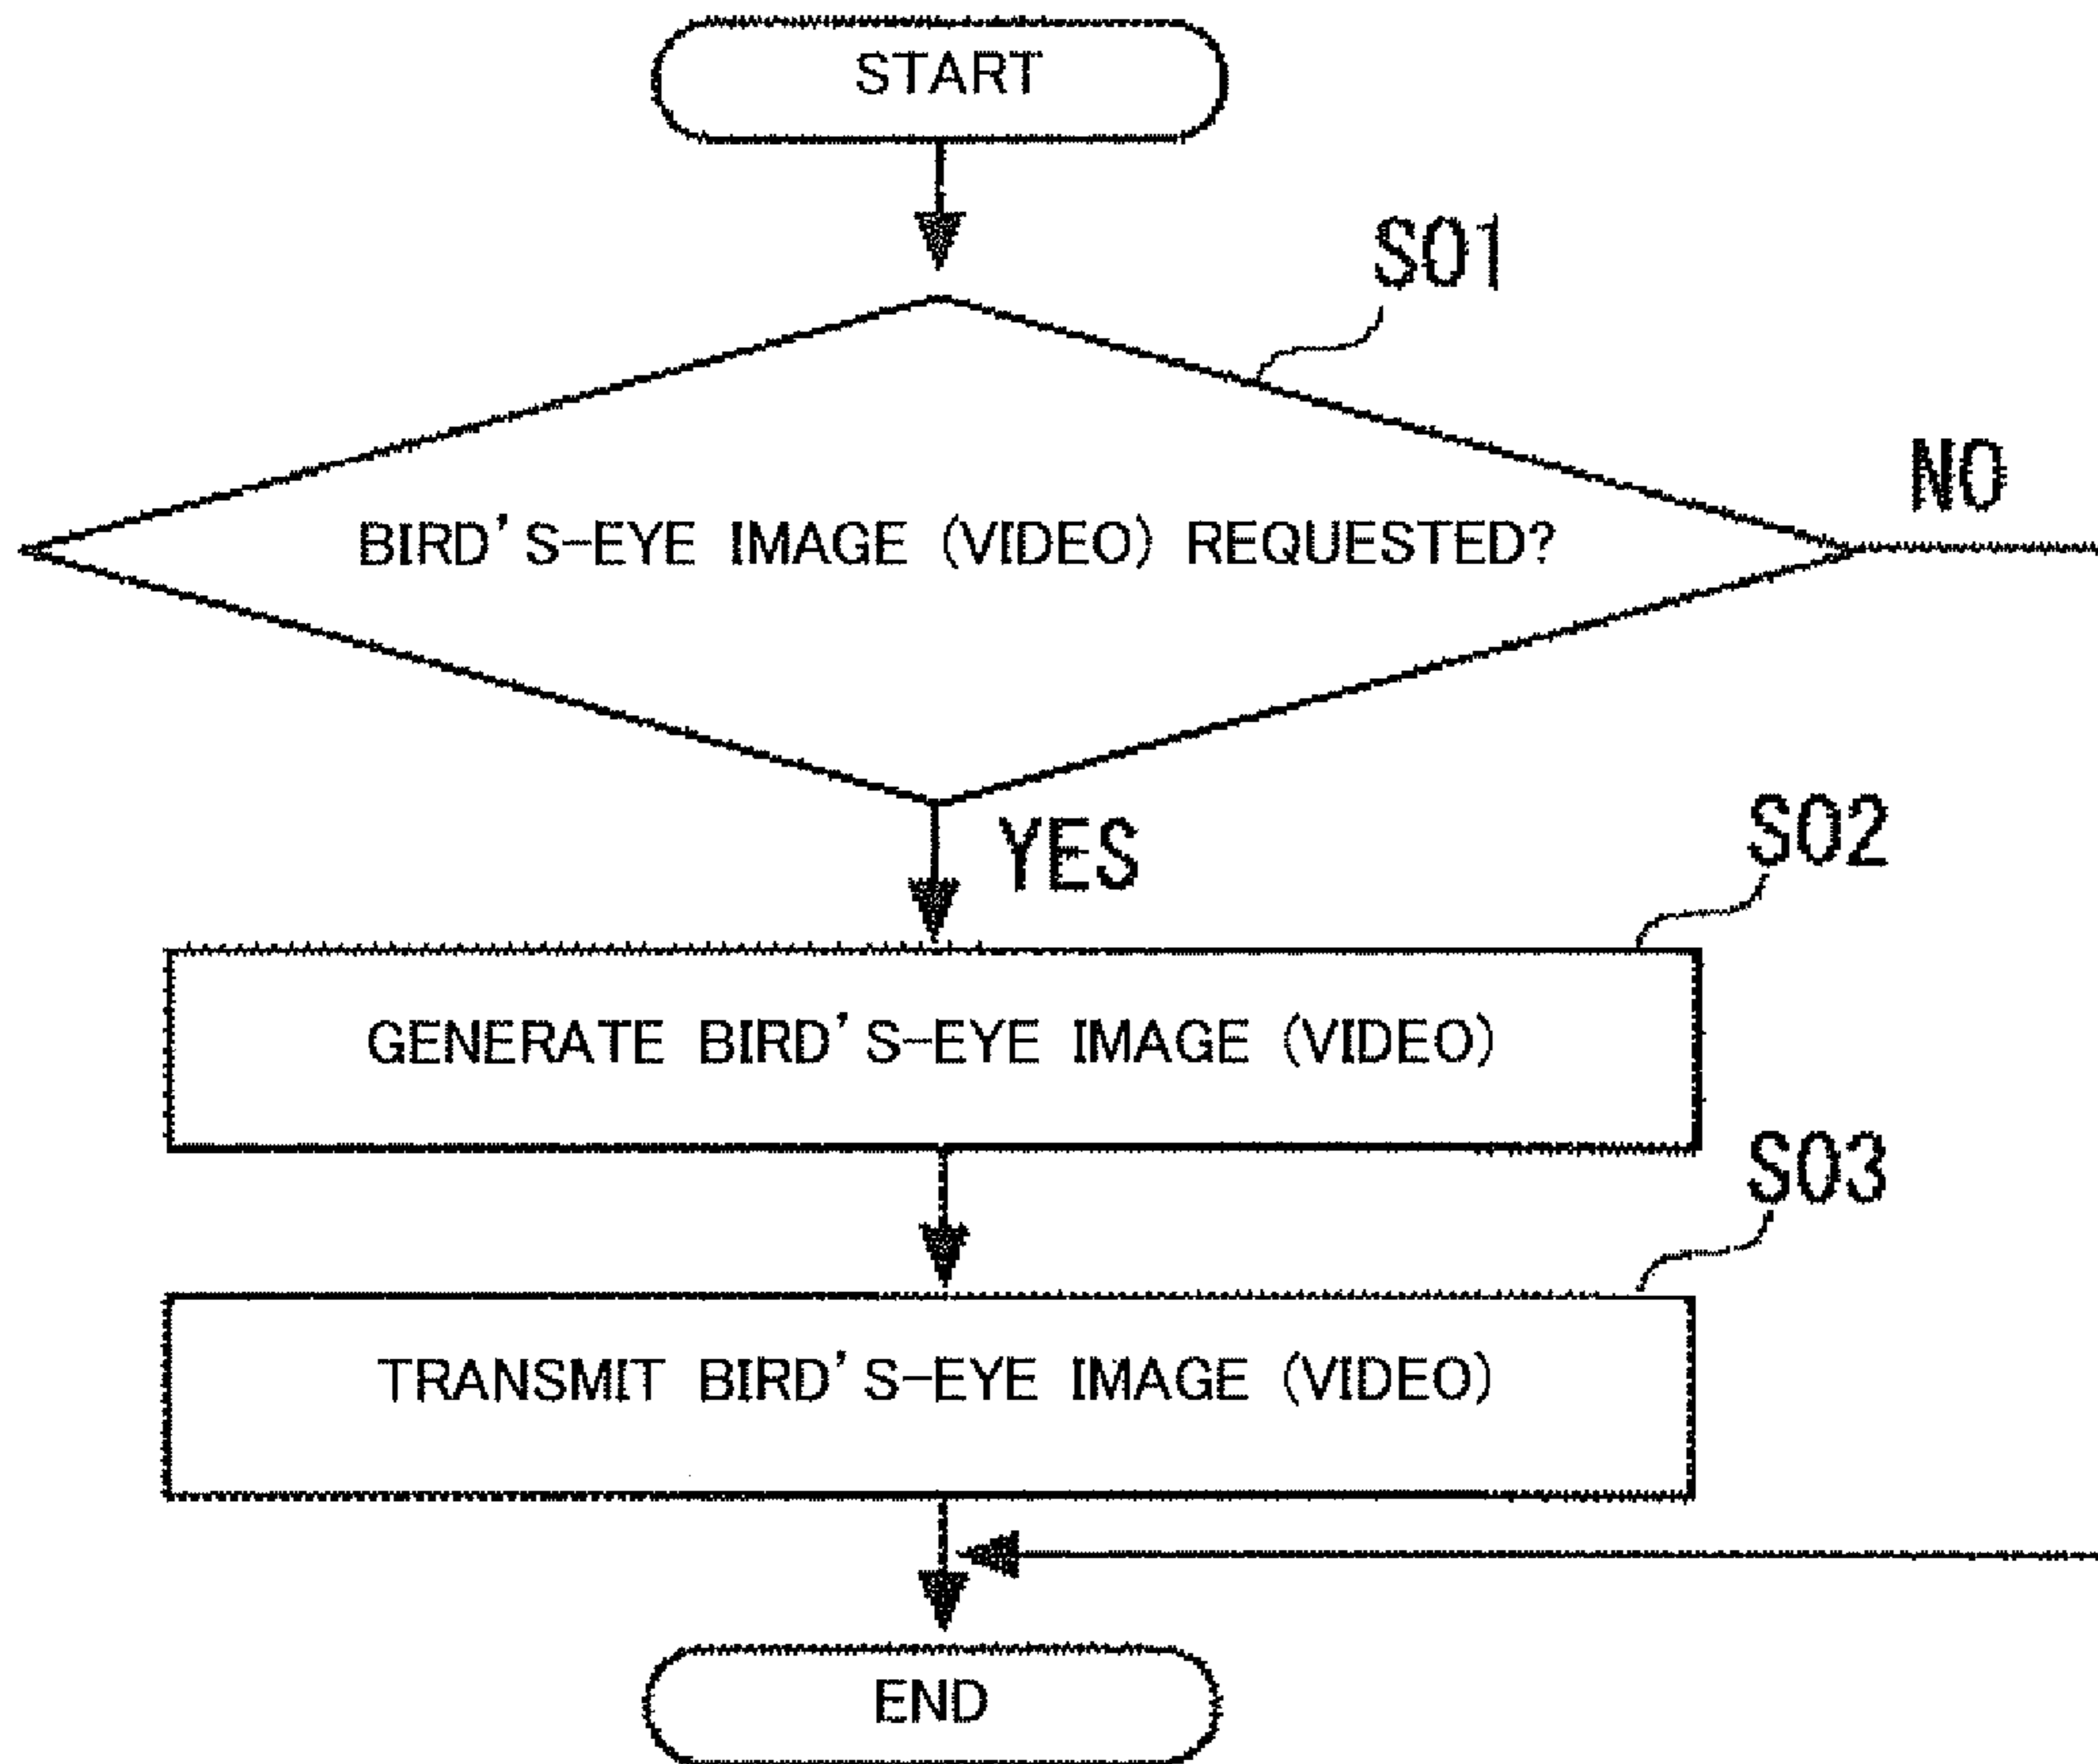 START
S01
NO
BIRD'S-EYE IMAGE (VIDEO) REQUESTED?
YES
S02
GENERATE BIRD'S-EYE IMAGE (VIDEO)
S03
TRANSMIT BIRD'S-EYE IMAGE (VIDEO)
END